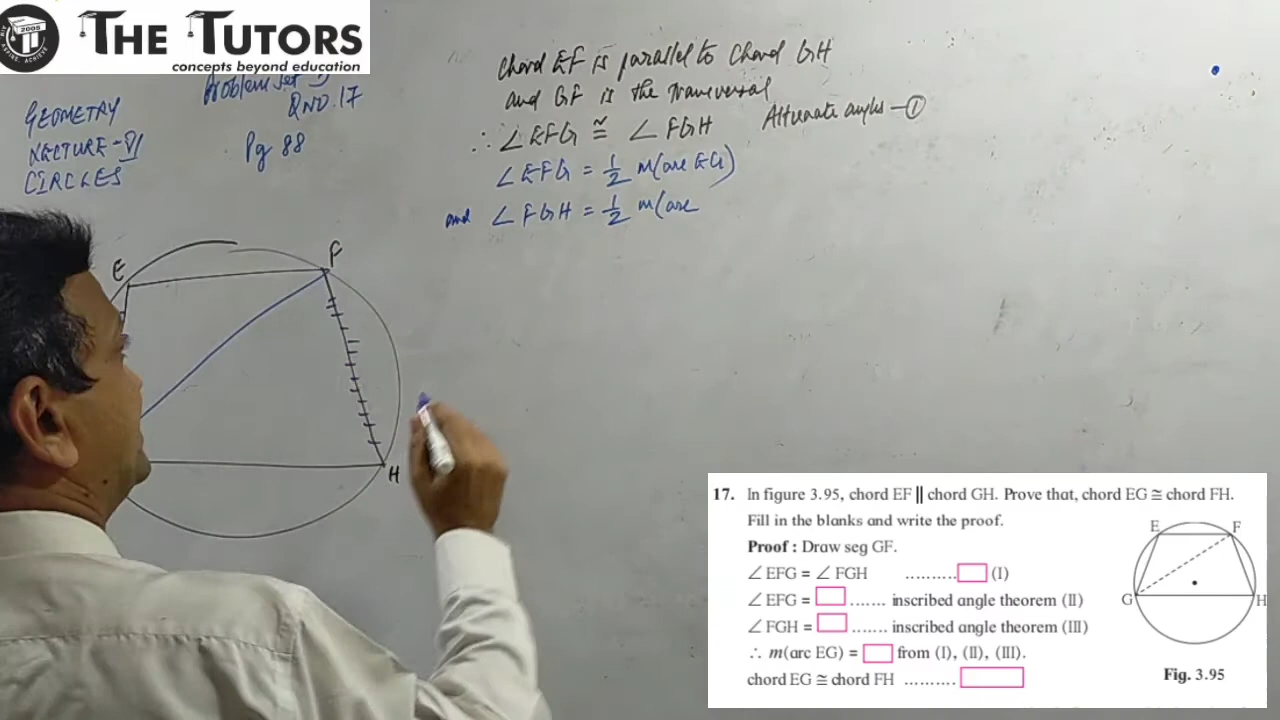 BIY
2005
ASPIRE, ACHIEVE
THE TUTORS
concepts beyond education
Problem set 3
QNO.17
Pg 88
GEOMETRY
LECTURE-VI
CIRCLES
chord EF is parallel to chord GH
and GF is the transversal
∴ ∠EFG ≅ ∠FGH Alternate angles -①
∠EFG = 1/2 m(arc EG)
and ∠FGH = 1/2 m(arc
E
F
H
17. In figure 3.95, chord EF || chord GH. Prove that, chord EG ≅ chord FH.
Fill in the blanks and write the proof.
Proof : Draw seg GF.
∠ EFG = ∠ FGH .......... □ (I)
∠ EFG = □ ....... inscribed angle theorem (II)
∠ FGH = □ ....... inscribed angle theorem (III)
∴ m(arc EG) = □ from (I), (II), (III).
chord EG ≅ chord FH .......... □
E
F
G
H
Fig. 3.95